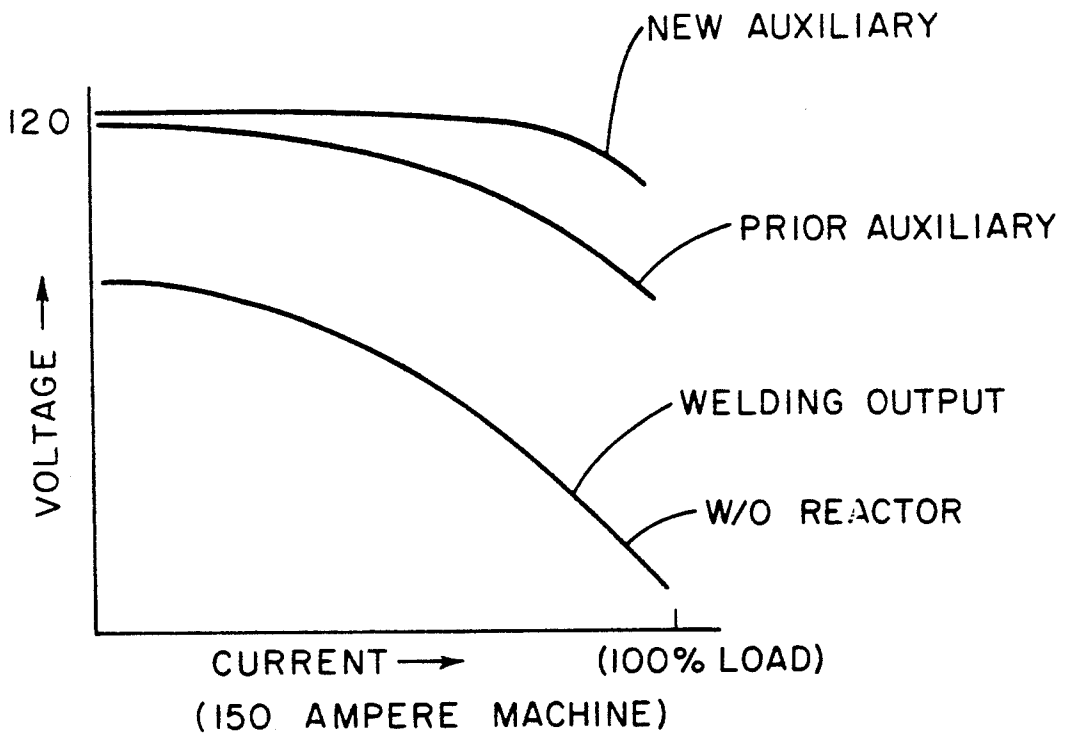 NEW AUXILIARY
120
PRIOR AUXILIARY
VOLTAGE
WELDING OUTPUT
W/O REACTOR
CURRENT
(100% LOAD)
(150 AMPERE MACHINE)